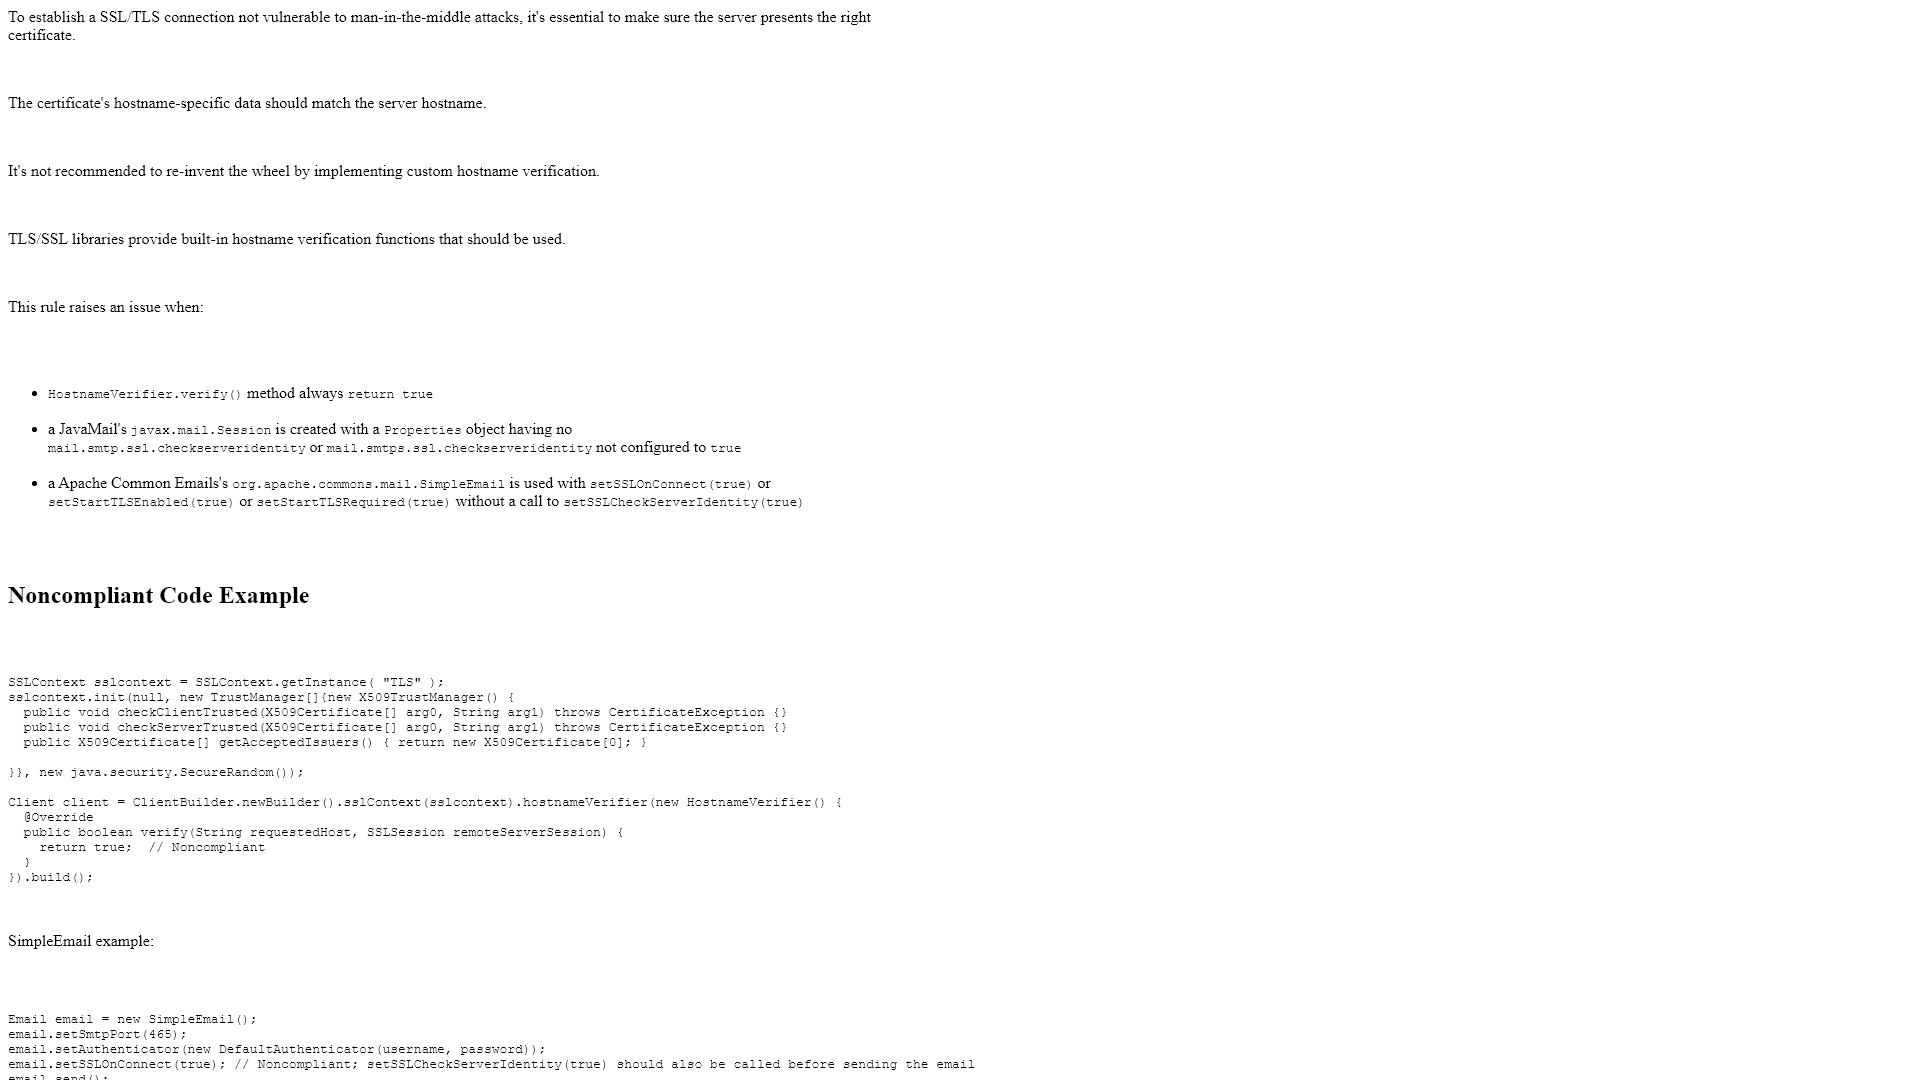 To establish a SSL/TLS connection not vulnerable to man-in-the-middle attacks, it's essential to make sure the server presents the right
certificate.
The certificate's hostname-specific data should match the server hostname.
It's not recommended to re-invent the wheel by implementing custom hostname verification.
TLS/SSL libraries provide built-in hostname verification functions that should be used.
This rule raises an issue when:
• HostnameVerifier.verify() method always return true
• a JavaMail's javax.mail.Session is created with a Properties object having no
mail.smtp.ssl.checkserveridentity or mail.smtps.ssl.checkserveridentity not configured to true
• a Apache Common Emails's org.apache.commons.mail.SimpleEmail is used with setSSLOnConnect(true) or
setStartTLSEnabled(true) or setStartTLSRequired(true) without a call to setSSLCheckServerIdentity(true)
Noncompliant Code Example
SSLContext sslcontext = SSLContext.getInstance( "TLS" );
sslcontext.init(null, new TrustManager[]{new X509TrustManager() {
  public void checkClientTrusted(X509Certificate[] arg0, String arg1) throws CertificateException {}
  public void checkServerTrusted(X509Certificate[] arg0, String arg1) throws CertificateException {}
  public X509Certificate[] getAcceptedIssuers() { return new X509Certificate[0]; }
}}, new java.security.SecureRandom());
Client client = ClientBuilder.newBuilder().sslContext(sslcontext).hostnameVerifier(new HostnameVerifier() {
  @Override
  public boolean verify(String requestedHost, SSLSession remoteServerSession) {
    return true;  // Noncompliant
  }
}).build();
SimpleEmail example:
Email email = new SimpleEmail();
email.setSmtpPort(465);
email.setAuthenticator(new DefaultAuthenticator(username, password));
email.setSSLOnConnect(true); // Noncompliant; setSSLCheckServerIdentity(true) should also be called before sending the email
email.send();